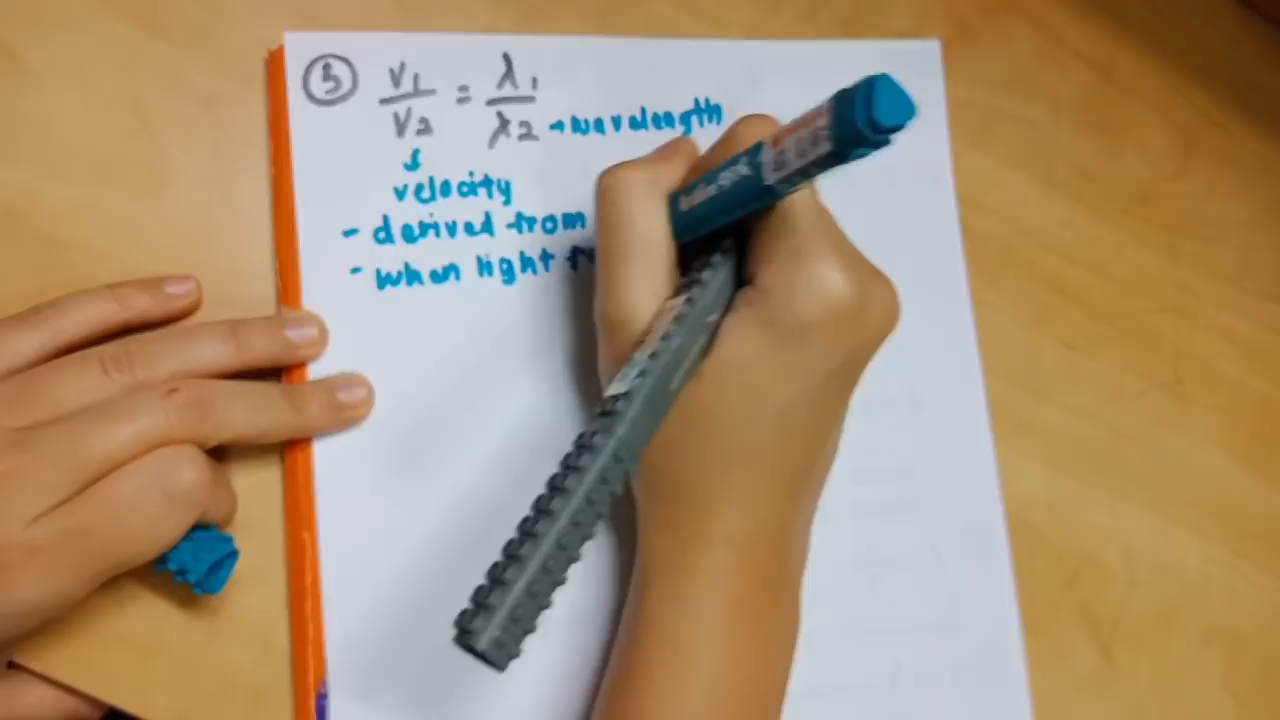 5 V1/V2 = λ1/λ2 → wavelength
↓
velocity
- derived from
- when light